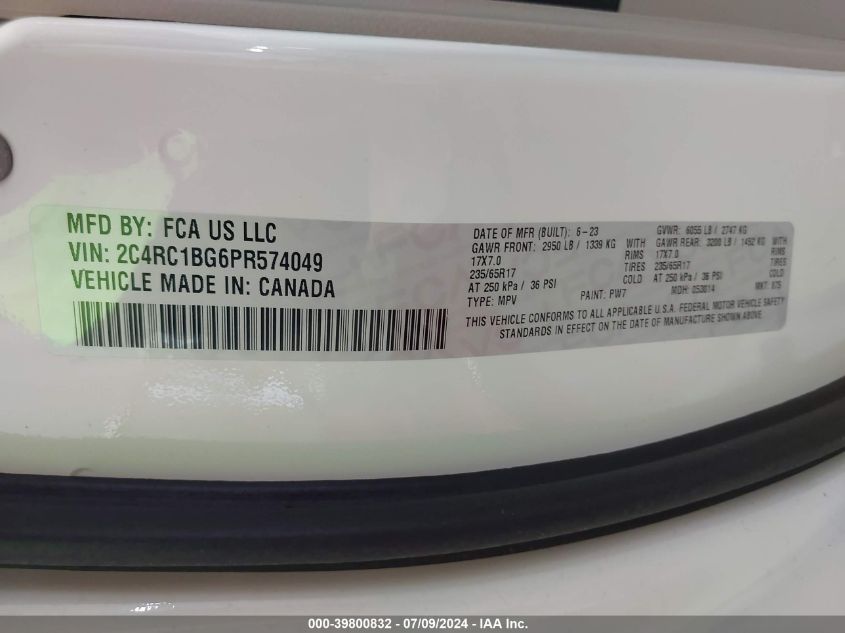 MFD BY: FCA US LLC
VIN: 2C4RC1BG6PR574049
VEHICLE MADE IN: CANADA
DATE OF MFR (BUILT): 6-23 GVWR: 6055 LB / 2747 KG
GAWR FRONT: 2950 LB / 1339 KG WITH GAWR REAR: 3200 LB / 1452 KG WITH
17X7.0 RIMS 17X7.0 RIMS
235/65R17 TIRES 235/65R17 TIRES
AT 250 kPa / 36 PSI COLD AT 250 kPa / 36 PSI COLD
TYPE: MPV PAINT: PW7 MDH: 053014 MKT: 87S
THIS VEHICLE CONFORMS TO ALL APPLICABLE U.S.A. FEDERAL MOTOR VEHICLE SAFETY
STANDARDS IN EFFECT ON THE DATE OF MANUFACTURE SHOWN ABOVE.
000-39800832 - 07/09/2024 - IAA Inc.